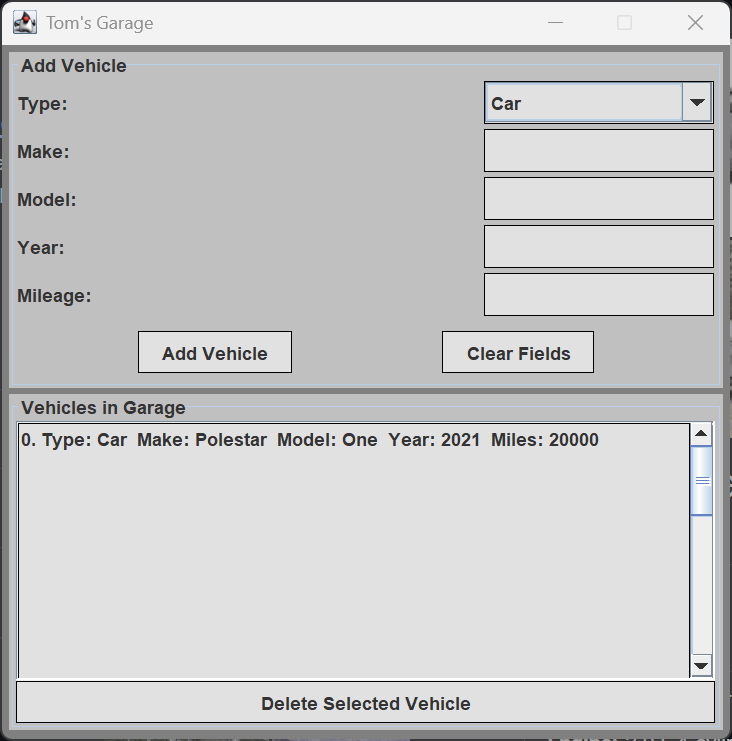 Tom's Garage
Add Vehicle
Type:
Car
Make:
Model:
Year:
Mileage:
Add Vehicle
Clear Fields
Vehicles in Garage
0. Type: Car  Make: Polestar  Model: One  Year: 2021  Miles: 20000
Delete Selected Vehicle